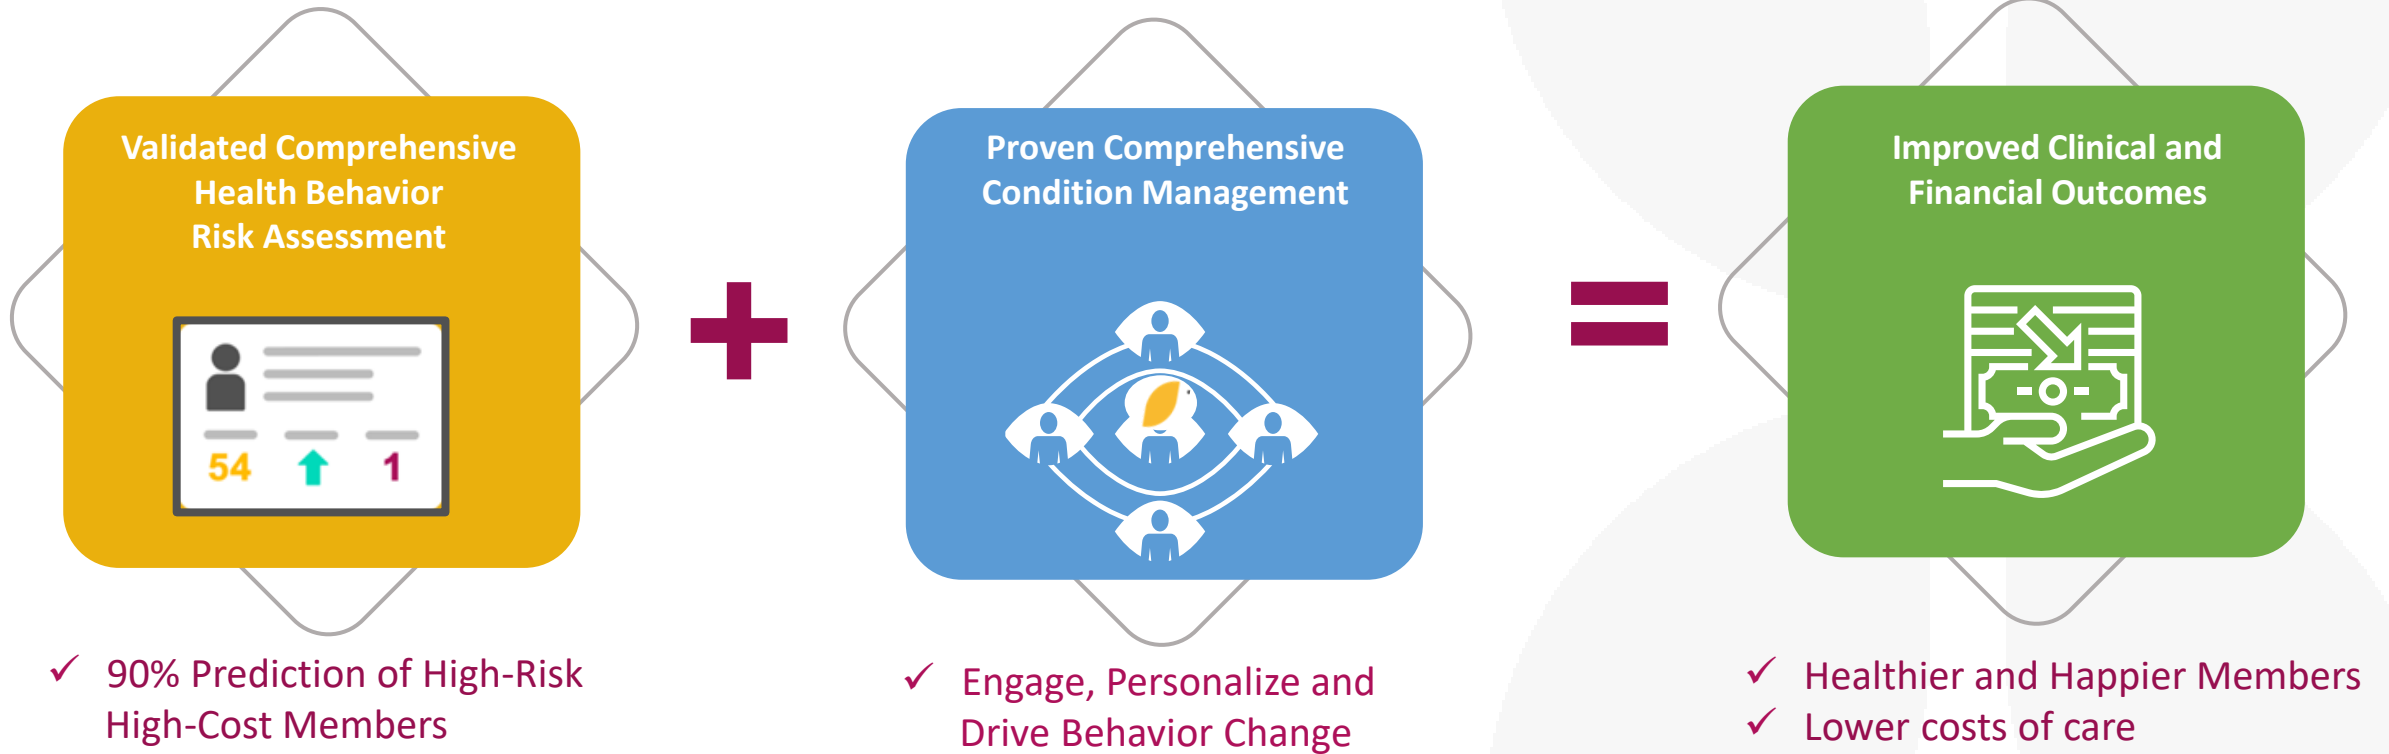 Validated Comprehensive
Health Behavior
Risk Assessment
54
1
✓ 90% Prediction of High-Risk
High-Cost Members
Proven Comprehensive
Condition Management
✓ Engage, Personalize and
Drive Behavior Change
Improved Clinical and
Financial Outcomes
✓ Healthier and Happier Members
✓ Lower costs of care